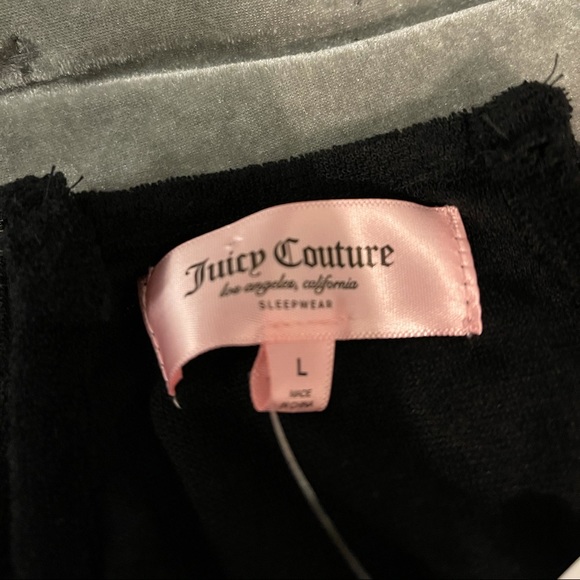 Juicy Couture
los angeles, california
SLEEPWEAR
L
MADE
IN CHINA